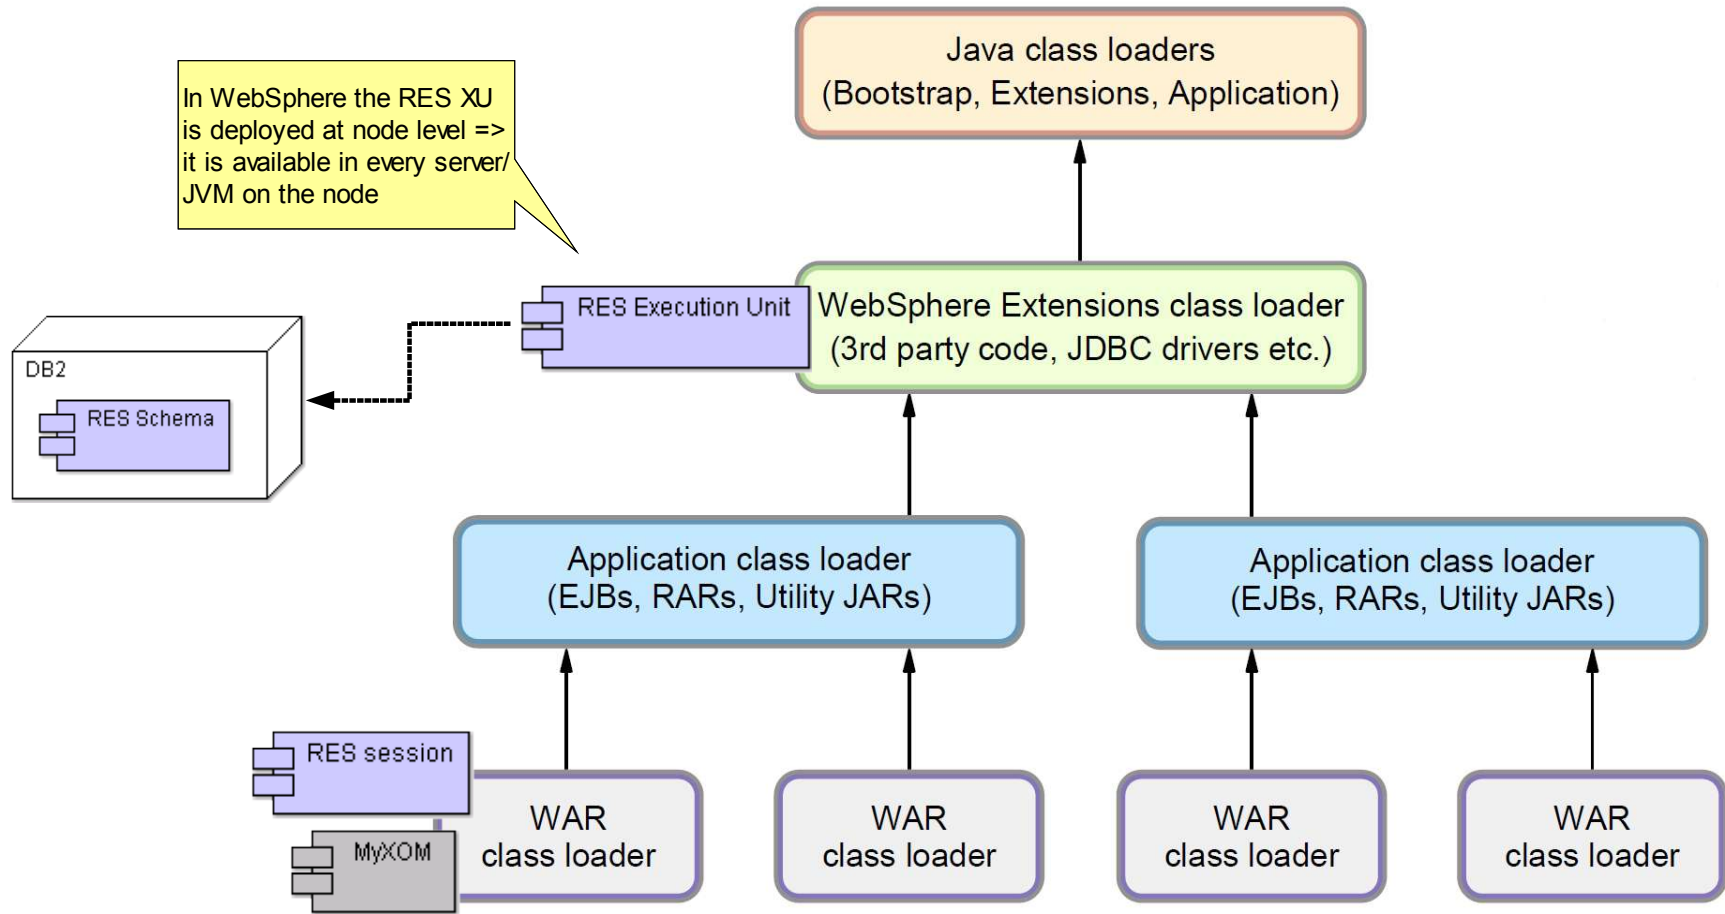 Java class loaders
(Bootstrap, Extensions, Application)
In WebSphere the RES XU
is deployed at node level =>
it is available in every server/
JVM on the node
RES Execution Unit
WebSphere Extensions class loader
(3rd party code, JDBC drivers etc.)
DB2
RES Schema
Application class loader
(EJBs, RARs, Utility JARs)
Application class loader
(EJBs, RARs, Utility JARs)
RES session
MyXOM
WAR
class loader
WAR
class loader
WAR
class loader
WAR
class loader